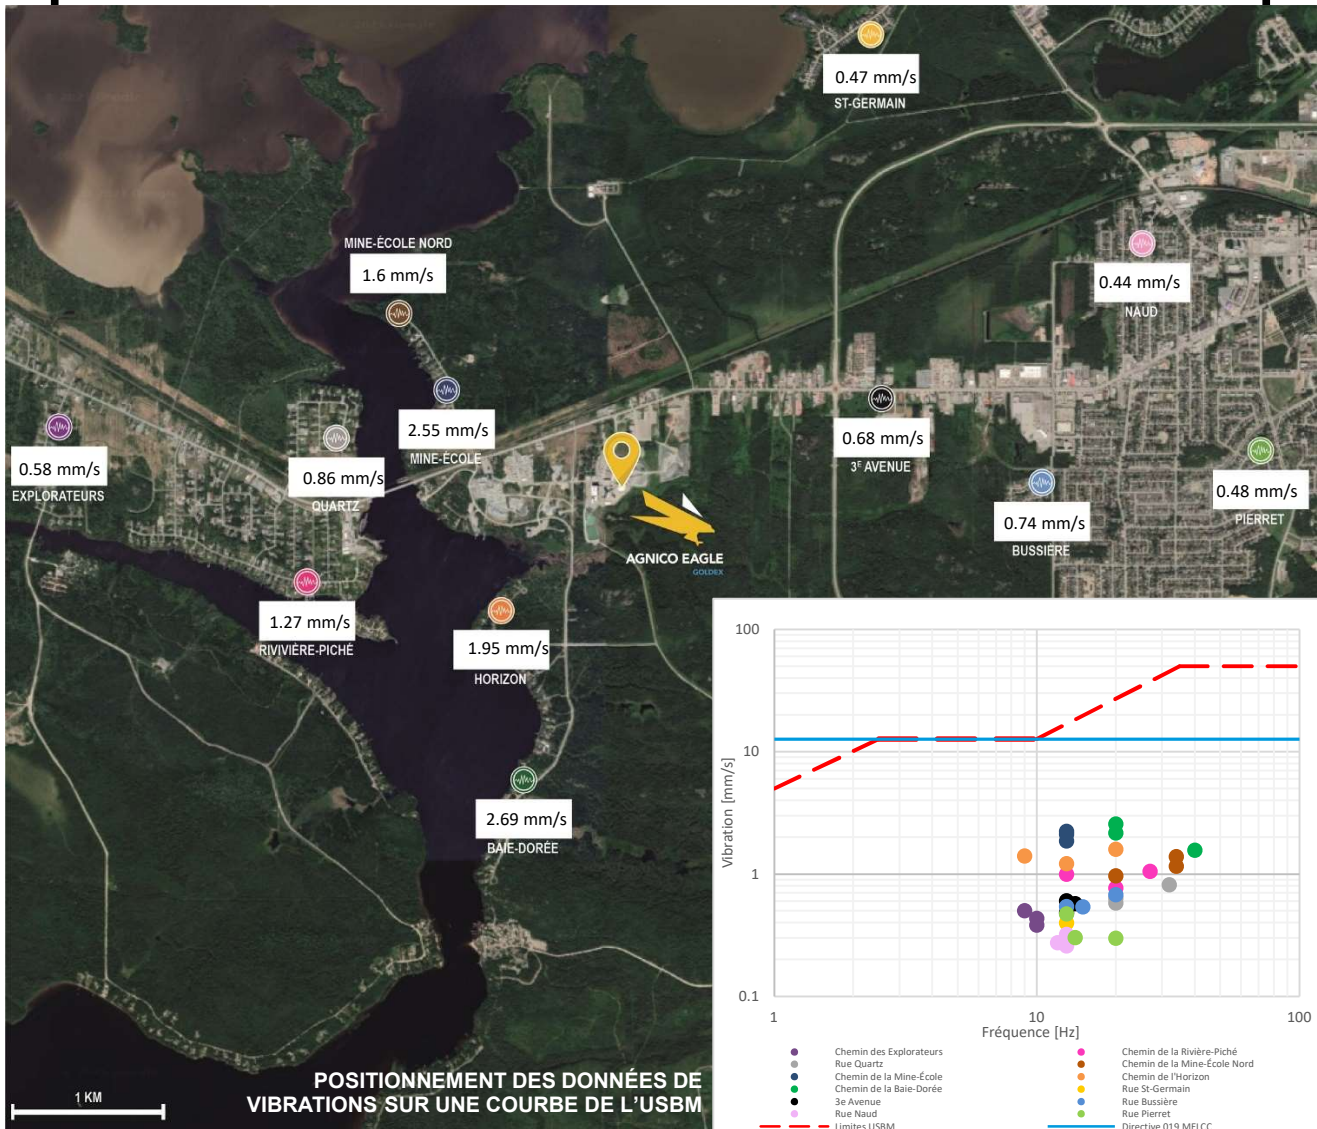 0.47 mm/s
ST-GERMAIN
MINE-ÉCOLE NORD
1.6 mm/s
0.44 mm/s
NAUD
2.55 mm/s
MINE-ÉCOLE
0.58 mm/s
EXPLORATEURS
0.86 mm/s
QUARTZ
0.68 mm/s
3E AVENUE
0.48 mm/s
PIERRET
0.74 mm/s
BUSSIÈRE
AGNICO EAGLE
GOLDEX
1.27 mm/s
RIVIVIÈRE-PICHÉ
1.95 mm/s
HORIZON
2.69 mm/s
BAIE-DORÉE
POSITIONNEMENT DES DONNÉES DE
VIBRATIONS SUR UNE COURBE DE L'USBM
1 KM
100
10
1
0.1
Vibration [mm/s]
1
10
100
Fréquence [Hz]
Chemin des Explorateurs
Chemin de la Rivière-Piché
Rue Quartz
Chemin de la Mine-École Nord
Chemin de la Mine-École
Chemin de l'Horizon
Chemin de la Baie-Dorée
Rue St-Germain
3e Avenue
Rue Bussière
Rue Naud
Rue Pierret
Limites USBM
Directive 019 MELCC